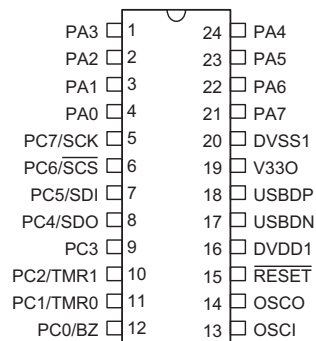 PA3 1 24 PA4
PA2 2 23 PA5
PA1 3 22 PA6
PA0 4 21 PA7
PC7/SCK 5 20 DVSS1
PC6/SCS 6 19 V33O
PC5/SDI 7 18 USBDP
PC4/SDO 8 17 USBDN
PC3 9 16 DVDD1
PC2/TMR1 10 15 RESET
PC1/TMR0 11 14 OSCO
PC0/BZ 12 13 OSCI